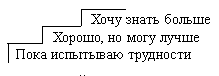 Хочу знать больше
Хорошо, но могу лучше
Пока испытываю трудности